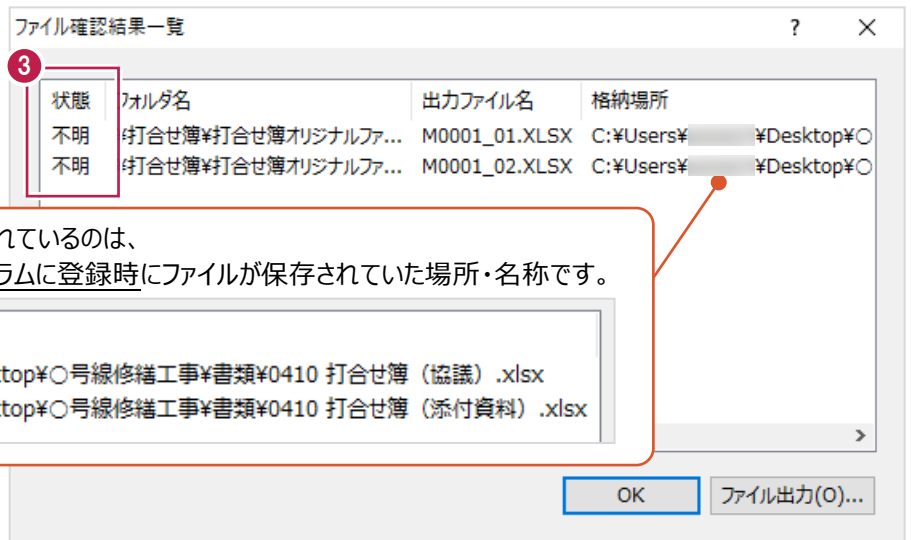 ファイル確認結果一覧 ? ×
3
状態 フォルダ名 出力ファイル名 格納場所
不明 ¥打合せ簿¥打合せ簿オリジナルファ... M0001_01.XLSX C:¥Users¥ ¥Desktop¥○
不明 ¥打合せ簿¥打合せ簿オリジナルファ... M0001_02.XLSX C:¥Users¥ ¥Desktop¥○
れているのは、
ラムに登録時にファイルが保存されていた場所・名称です。
top¥○号線修繕工事¥書類¥0410 打合せ簿（協議）.xlsx
top¥○号線修繕工事¥書類¥0410 打合せ簿（添付資料）.xlsx
OK ファイル出力(O)...